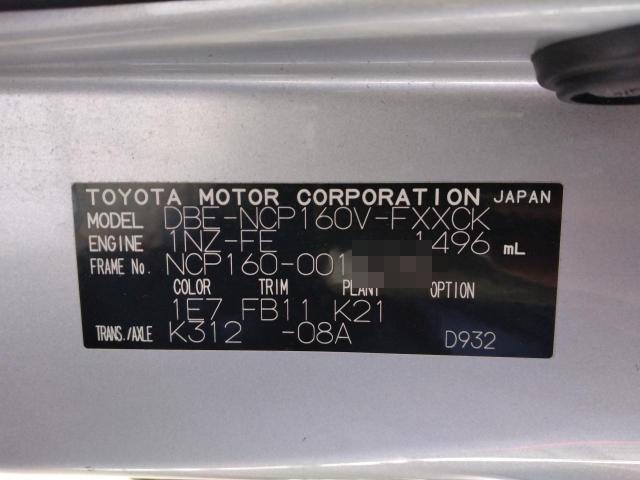 TOYOTA MOTOR CORPORATION JAPAN
MODEL DBE-NCP160V-FXXCK
ENGINE 1NZ-FE 1496 mL
FRAME No. NCP160-001
COLOR TRIM PLANT OPTION
1E7 FB11 K21
TRANS./AXLE K312 -08A D932